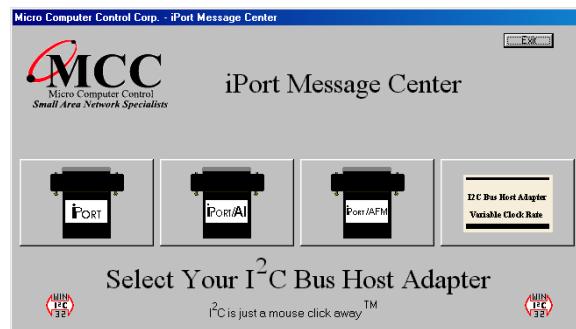 Micro Computer Control Corp. - iPort Message Center
Exit
MCC
Micro Computer Control
Small Area Network Specialists
iPort Message Center
iPORT
iPORT/AI
iPORT/AFM
I2C Bus Host Adapter
Variable Clock Rate
Select Your I²C Bus Host Adapter
I²C is just a mouse click away™
WIN
I²C
32
WIN
I²C
32